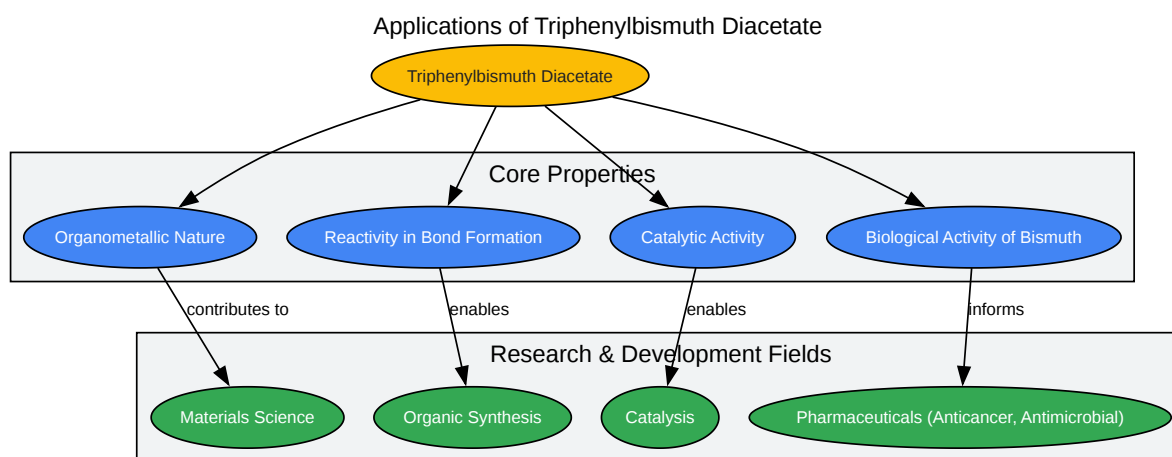 Applications of Triphenylbismuth Diacetate
Triphenylbismuth Diacetate
Core Properties
Organometallic Nature
Reactivity in Bond Formation
Catalytic Activity
Biological Activity of Bismuth
contributes to
enables
enables
informs
Research & Development Fields
Materials Science
Organic Synthesis
Catalysis
Pharmaceuticals (Anticancer, Antimicrobial)